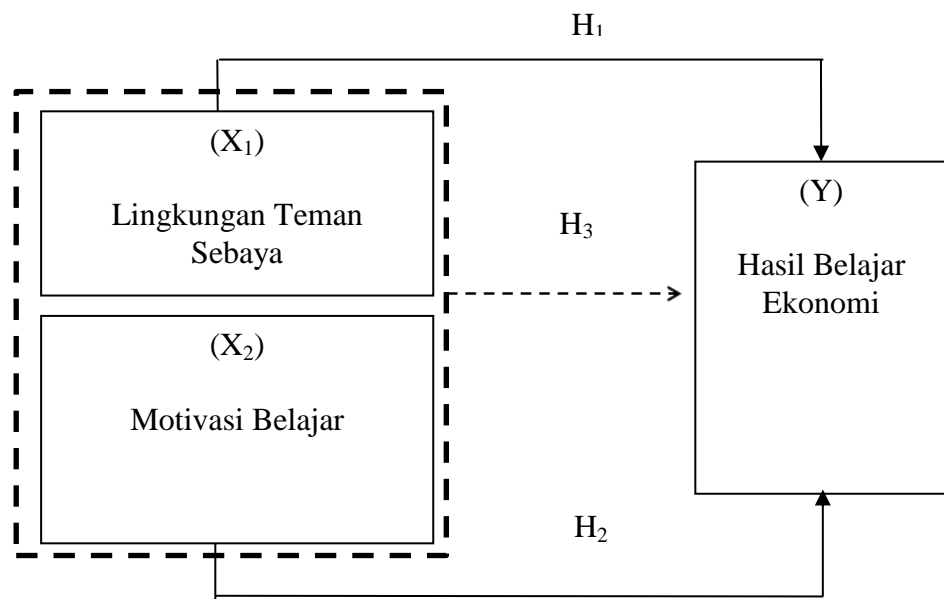 H₁
(X₁)
Lingkungan Teman
Sebaya
H₃
(Y)
Hasil Belajar
Ekonomi
(X₂)
Motivasi Belajar
H₂